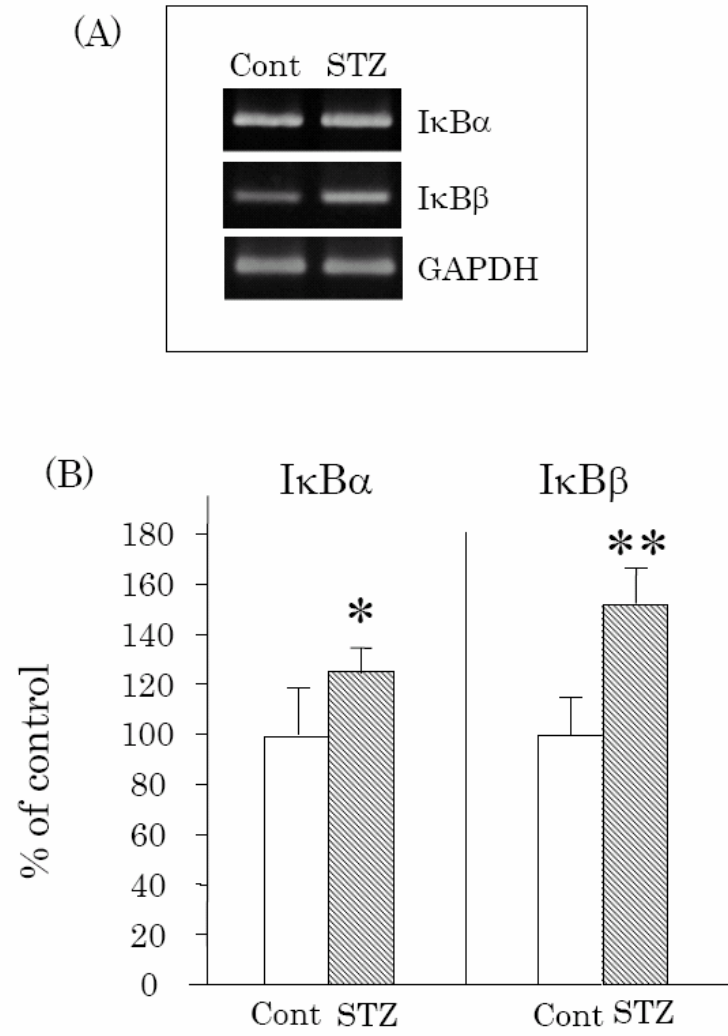 (A)
Cont STZ
IκBα
IκBβ
GAPDH
(B)
IκBα IκBβ
% of control
180
160
140
120
100
80
60
40
20
0
*
**
Cont STZ Cont STZ